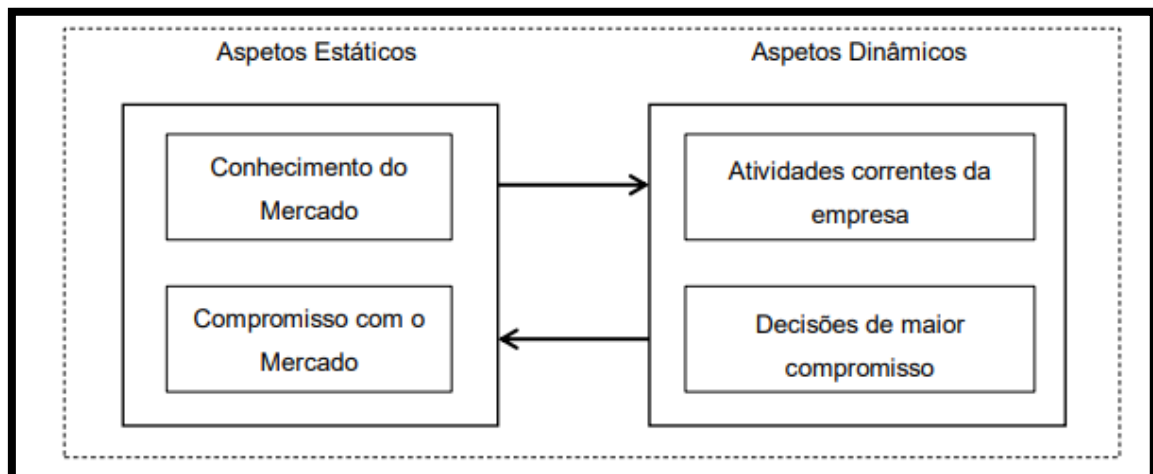 Aspetos Estáticos
Aspetos Dinâmicos
Conhecimento do
Mercado
Compromisso com o
Mercado
Atividades correntes da
empresa
Decisões de maior
compromisso